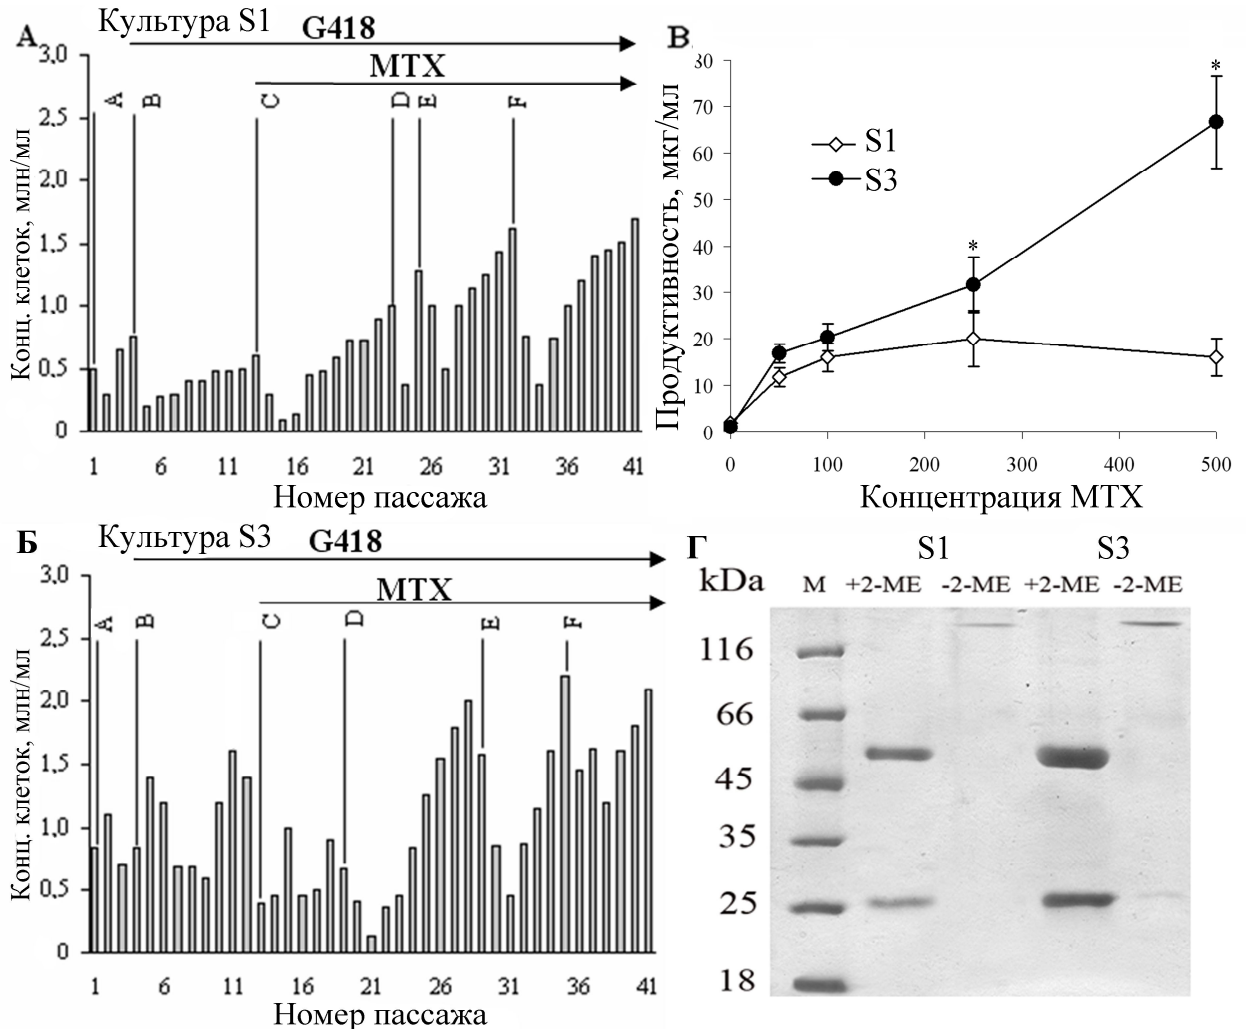 А
Культура S1
G418
MTX
A
B
C
D
E
F
3,0
2,5
2,0
1,5
1,0
0,5
0
Конц. клеток, млн/мл
1 6 11 16 21 26 31 36 41
Номер пассажа
В
30
70
60
50
40
30
20
10
0
Продуктивность, мкг/мл
S1
S3
*
*
0 100 200 300 400 500
Концентрация МТХ
Б
Культура S3
G418
MTX
A
B
C
D
E
F
3,0
2,5
2,0
1,5
1,0
0,5
0
Конц. клеток, млн/мл
1 6 11 16 21 26 31 36 41
Номер пассажа
Г
S1 S3
kDa M +2-ME -2-ME +2-ME -2-ME
116
66
45
35
25
18